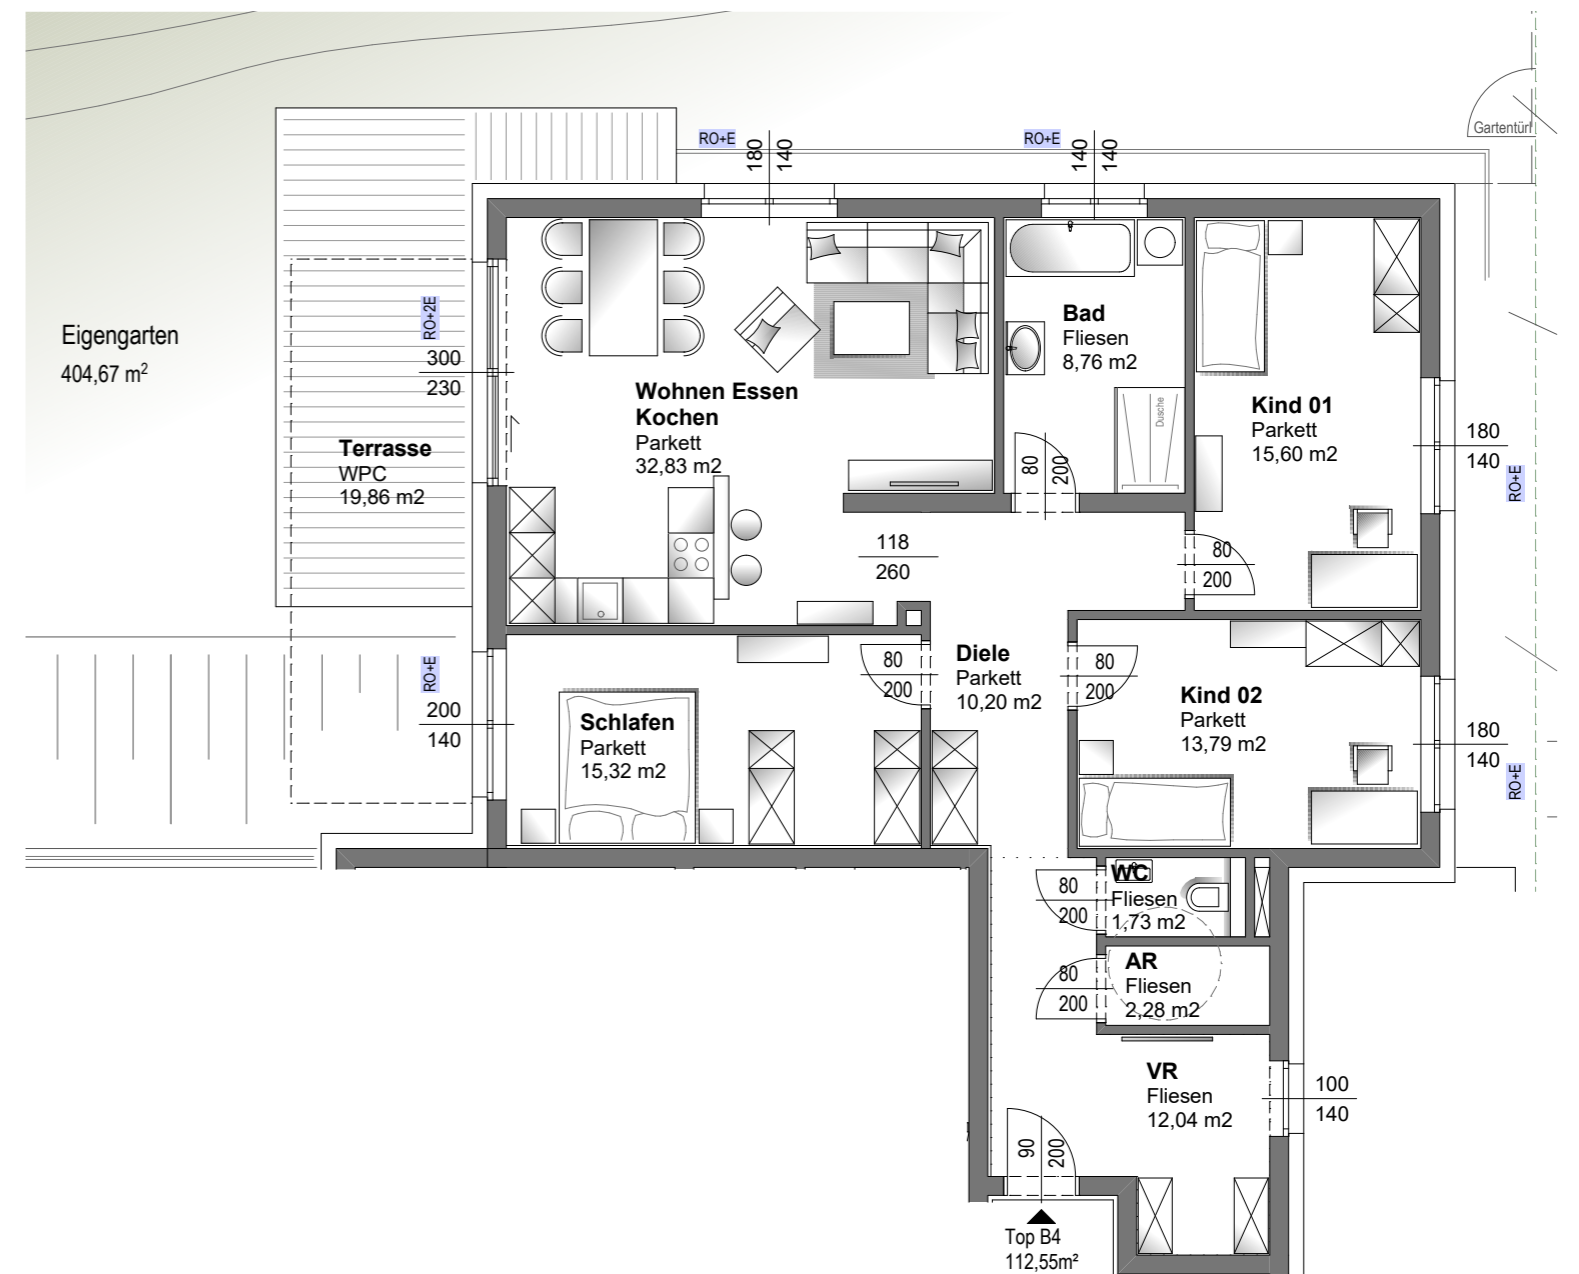 Gartentürl
RO+E
180
140
RO+E
140
140
Eigengarten
404,67 m²
RO+2E
300
230
Terrasse
WPC
19,86 m2
Wohnen Essen
Kochen
Parkett
32,83 m2
Bad
Fliesen
8,76 m2
Dusche
80
200
Kind 01
Parkett
15,60 m2
180
140
RO+E
118
260
80
200
RO+E
200
140
Schlafen
Parkett
15,32 m2
80
200
Diele
Parkett
10,20 m2
80
200
Kind 02
Parkett
13,79 m2
180
140
RO+E
80
200
WC
Fliesen
1,73 m2
80
200
AR
Fliesen
2,28 m2
VR
Fliesen
12,04 m2
100
140
90
200
Top B4
112,55m²